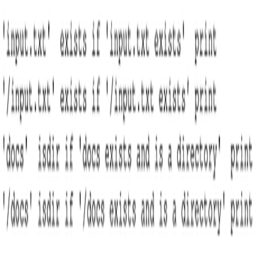 'input.txt' exists if 'input.txt exists' print
'/input.txt' exists if '/input.txt exists' print
'docs' isdir if 'docs exists and is a directory' print
'/docs' isdir if '/docs exists and is a directory' print